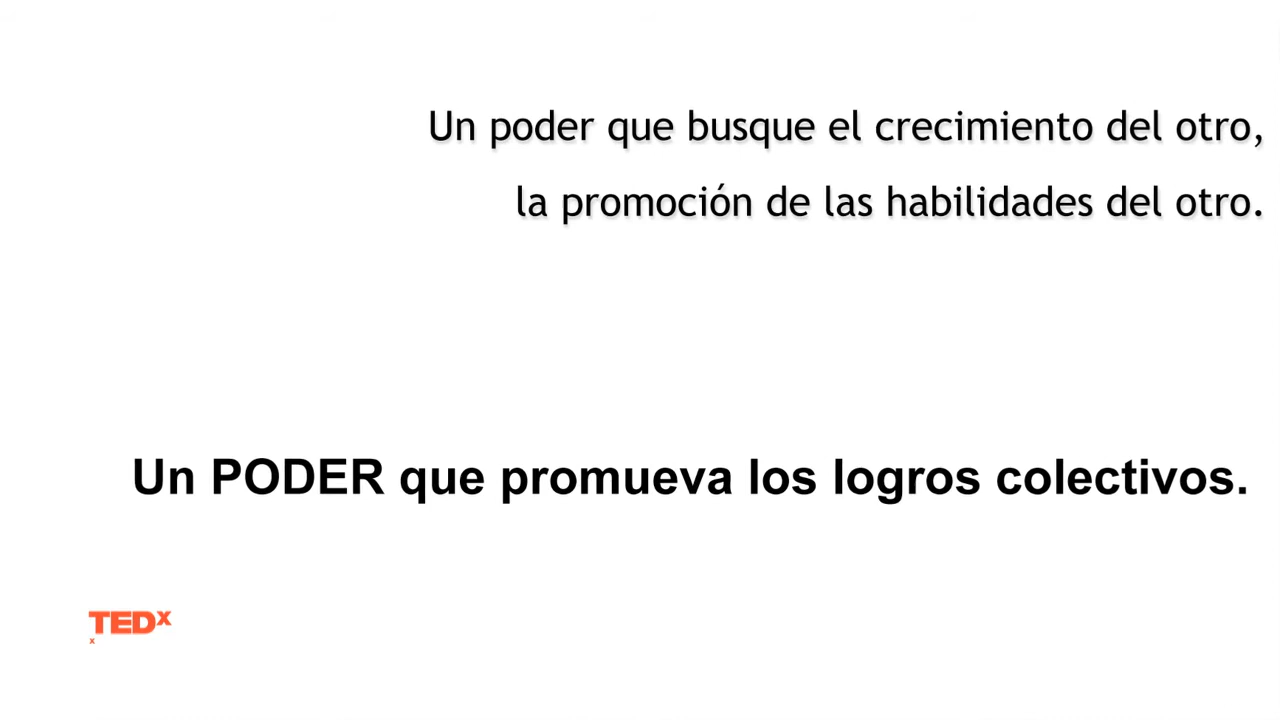 Un poder que busque el crecimiento del otro,
la promoción de las habilidades del otro.
Un PODER que promueva los logros colectivos.
TEDx
x